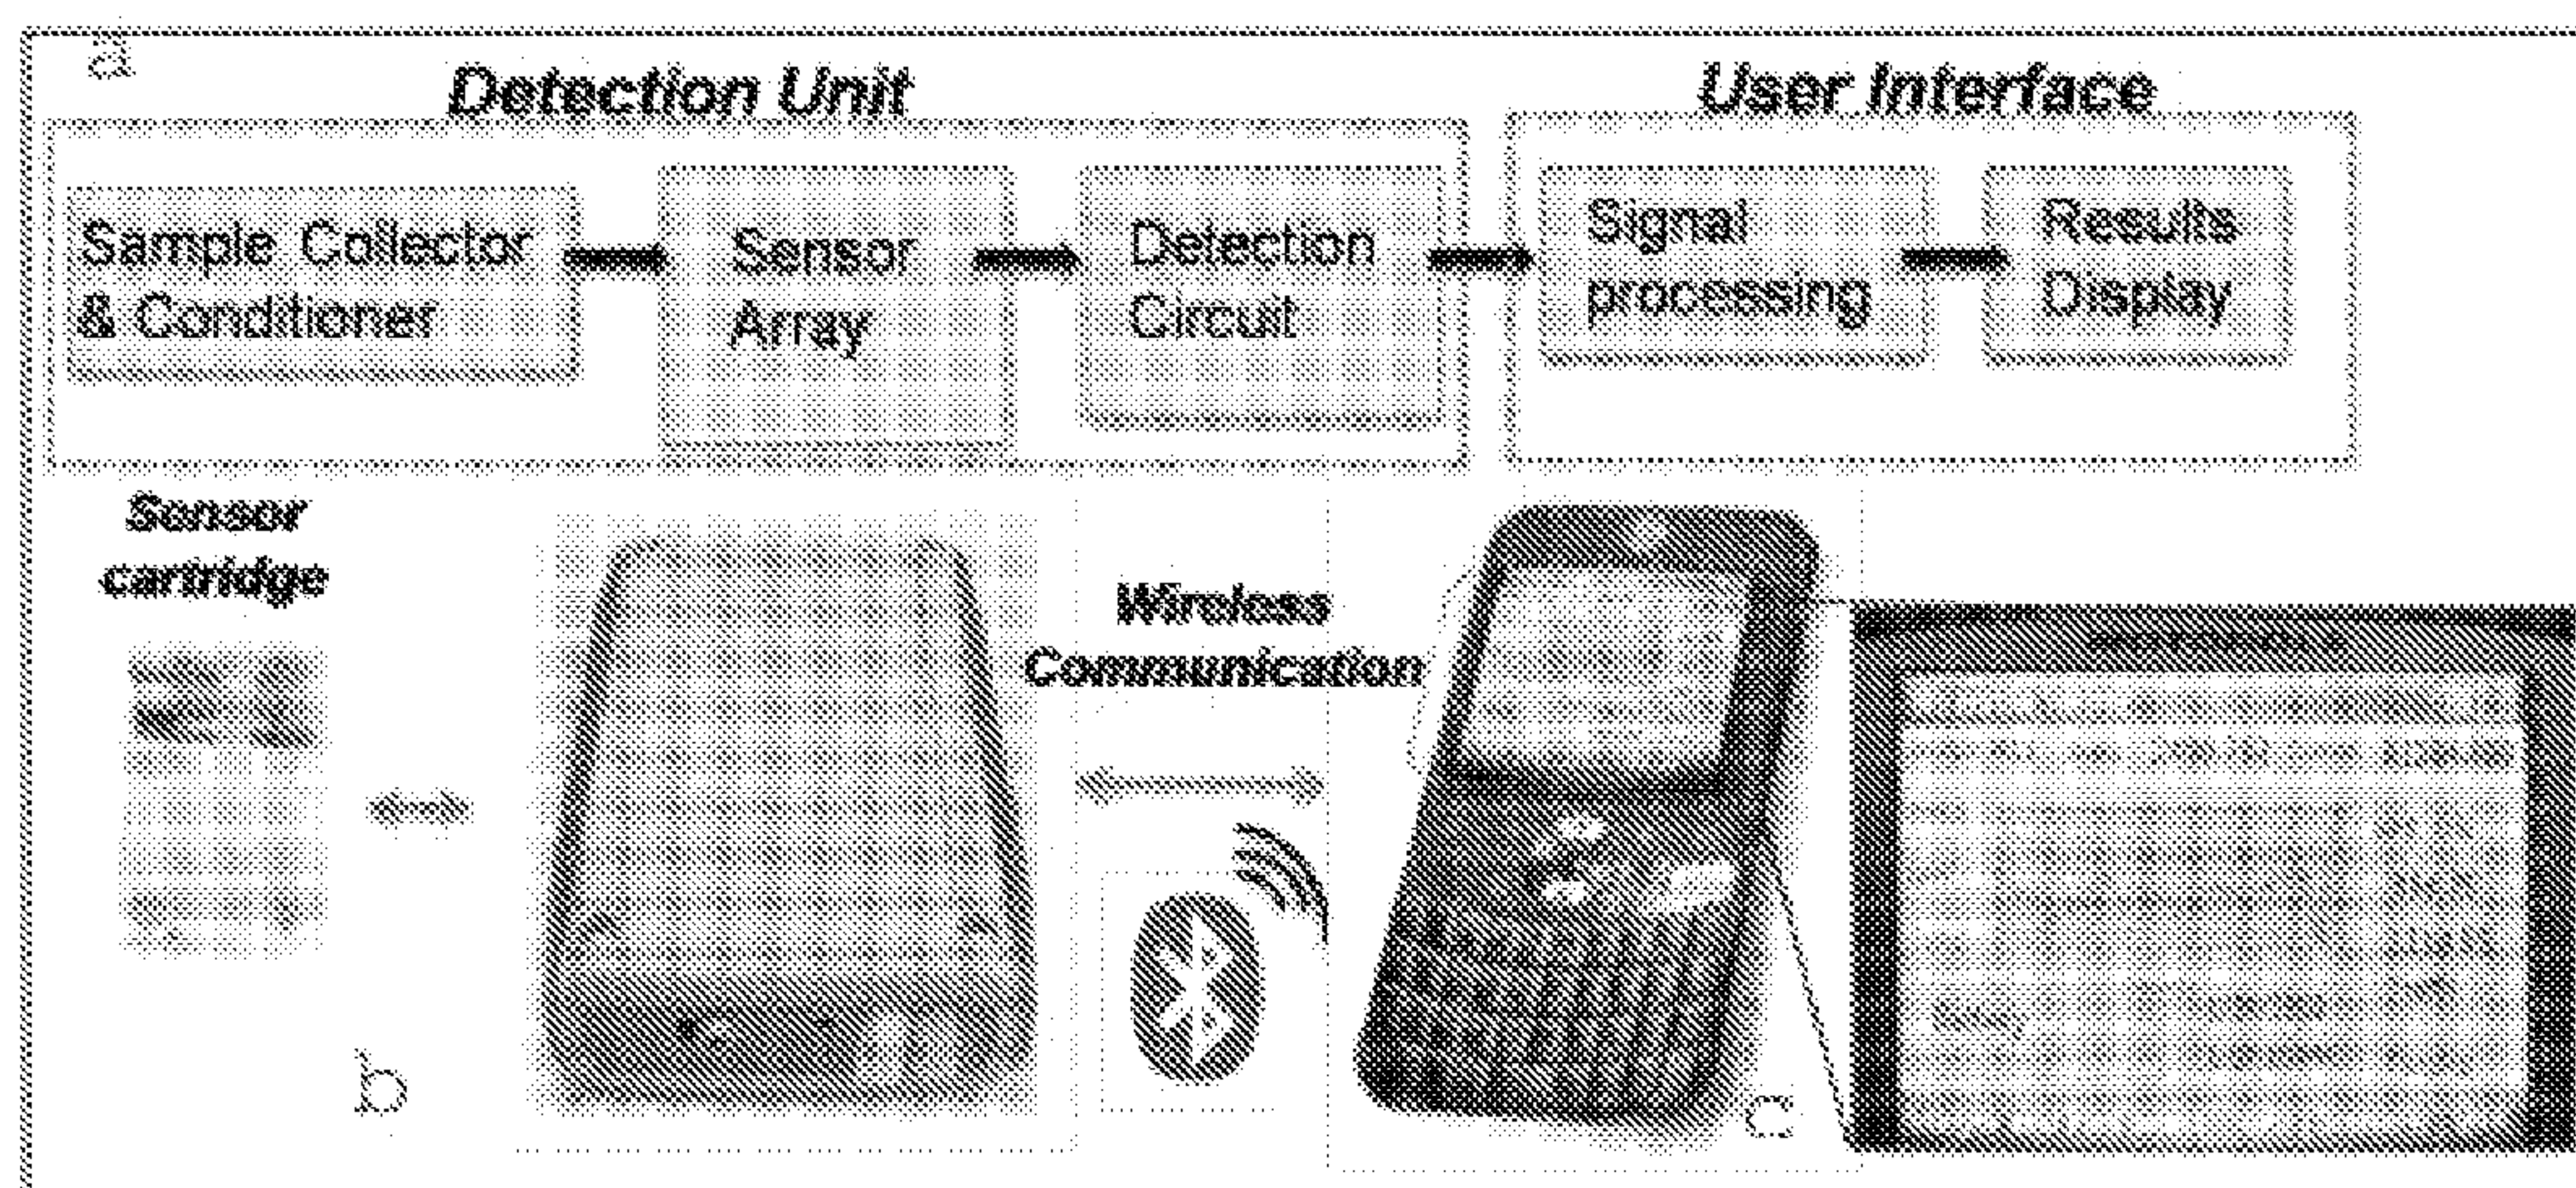 a
Detection Unit
User Interface
Sample Collector
& Conditioner
Sensor
Array
Detection
Circuit
Signal
processing
Results
Display
Sensor
cartridge
Wireless
Communication
b
c